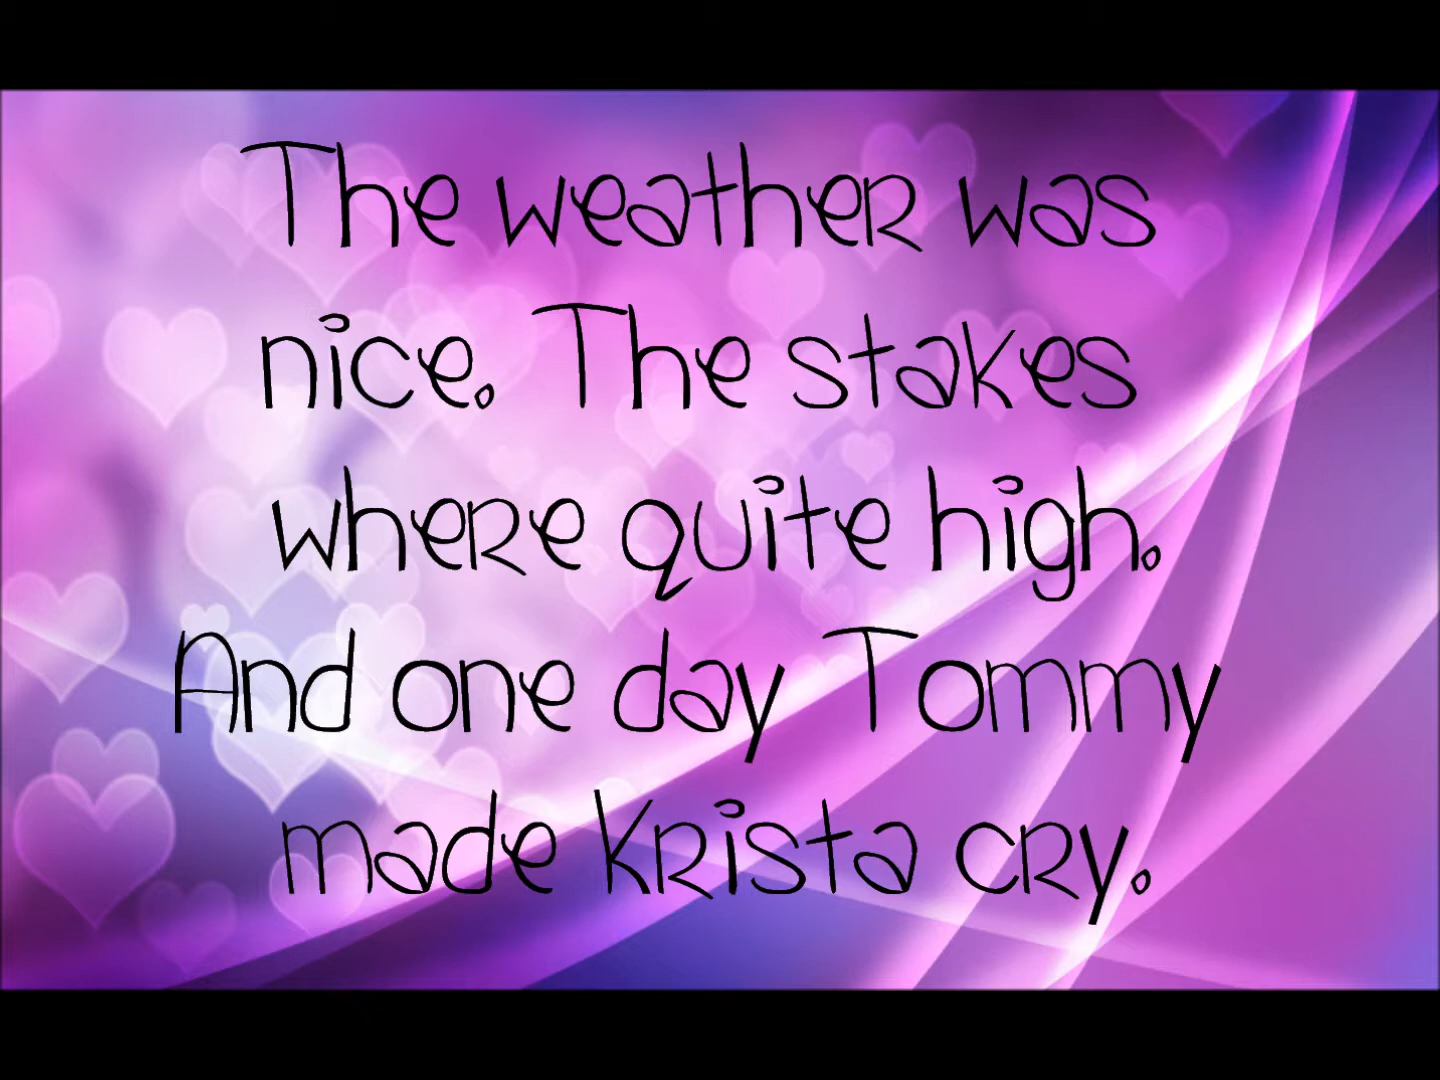 The weather was
nice. The stakes
where quite high.
And one day Tommy
made Krista cry.